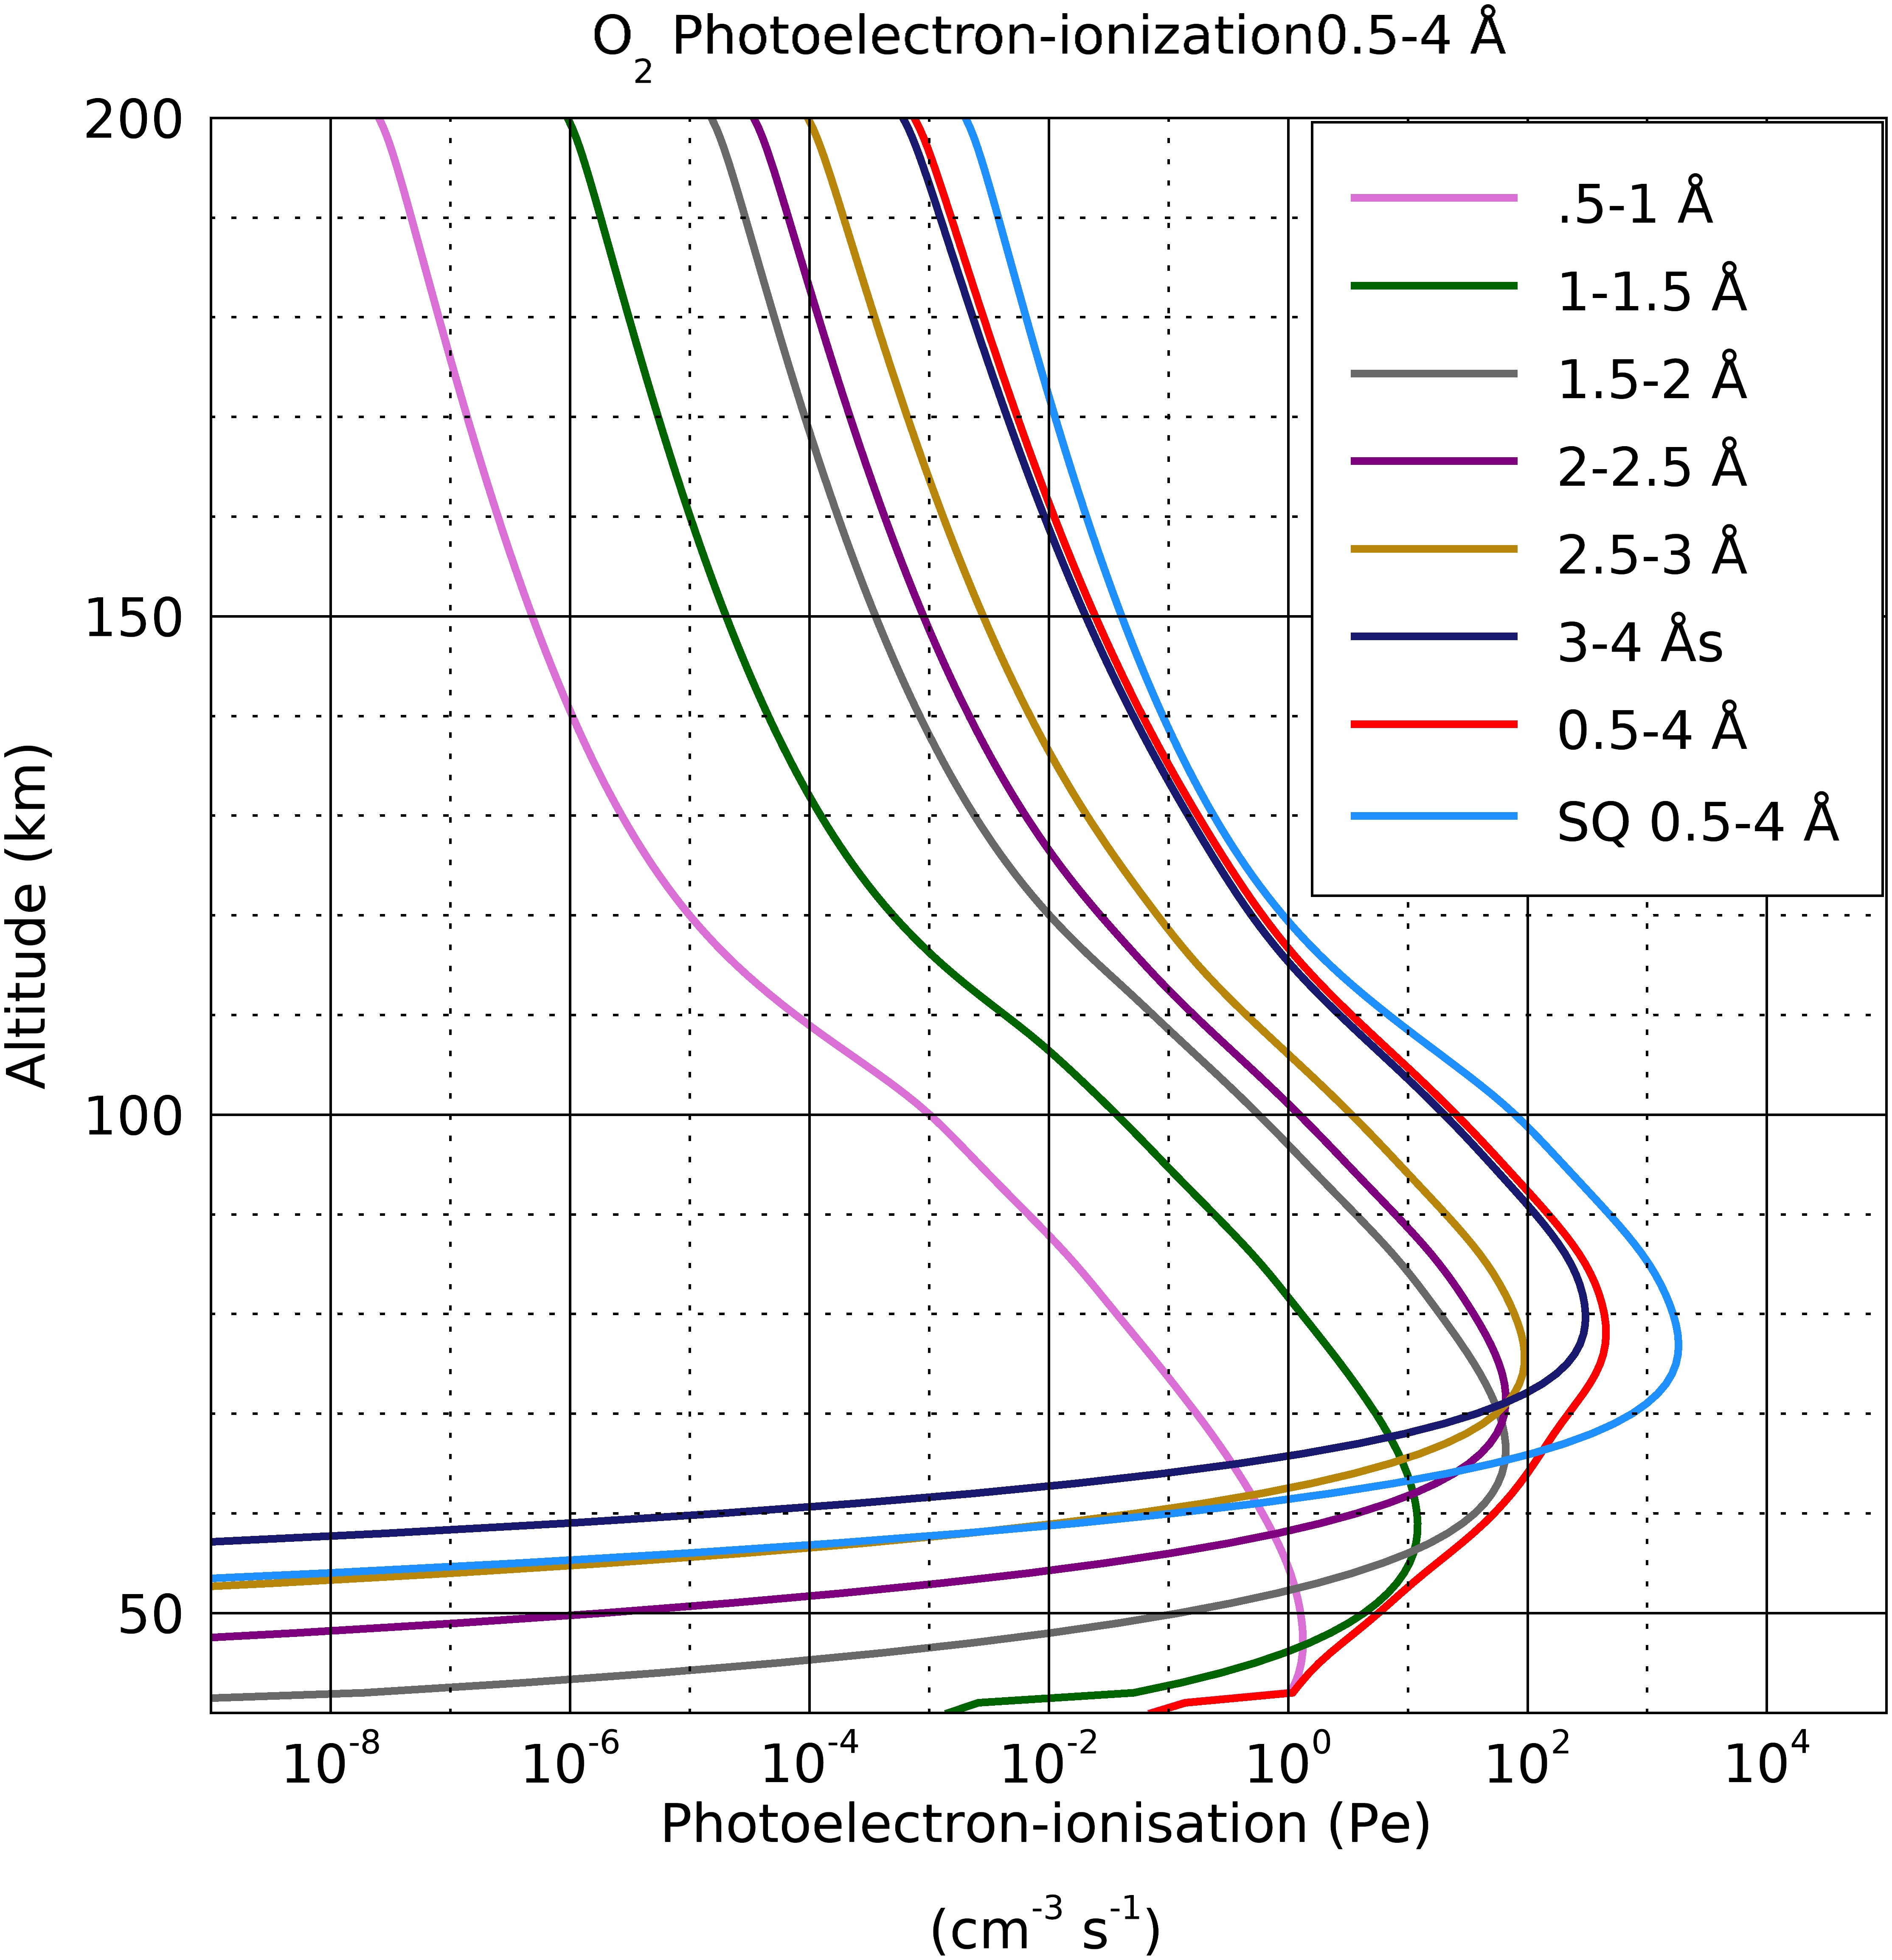 O₂ Photoelectron-ionization0.5-4 Å
200
150
100
50
Altitude (km)
.5-1 Å
1-1.5 Å
1.5-2 Å
2-2.5 Å
2.5-3 Å
3-4 Ås
0.5-4 Å
SQ 0.5-4 Å
10⁻⁸ 10⁻⁶ 10⁻⁴ 10⁻² 10⁰ 10² 10⁴
Photoelectron-ionisation (Pe)
(cm⁻³ s⁻¹)